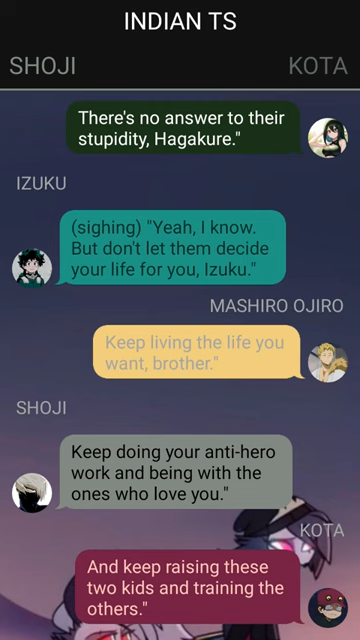 INDIAN TS
SHOJI
KOTA
There's no answer to their
stupidity, Hagakure."
IZUKU
(sighing) "Yeah, I know.
But don't let them decide
your life for you, Izuku."
MASHIRO OJIRO
Keep living the life you
want, brother."
SHOJI
Keep doing your anti-hero
work and being with the
ones who love you."
KOTA
And keep raising these
two kids and training the
others."